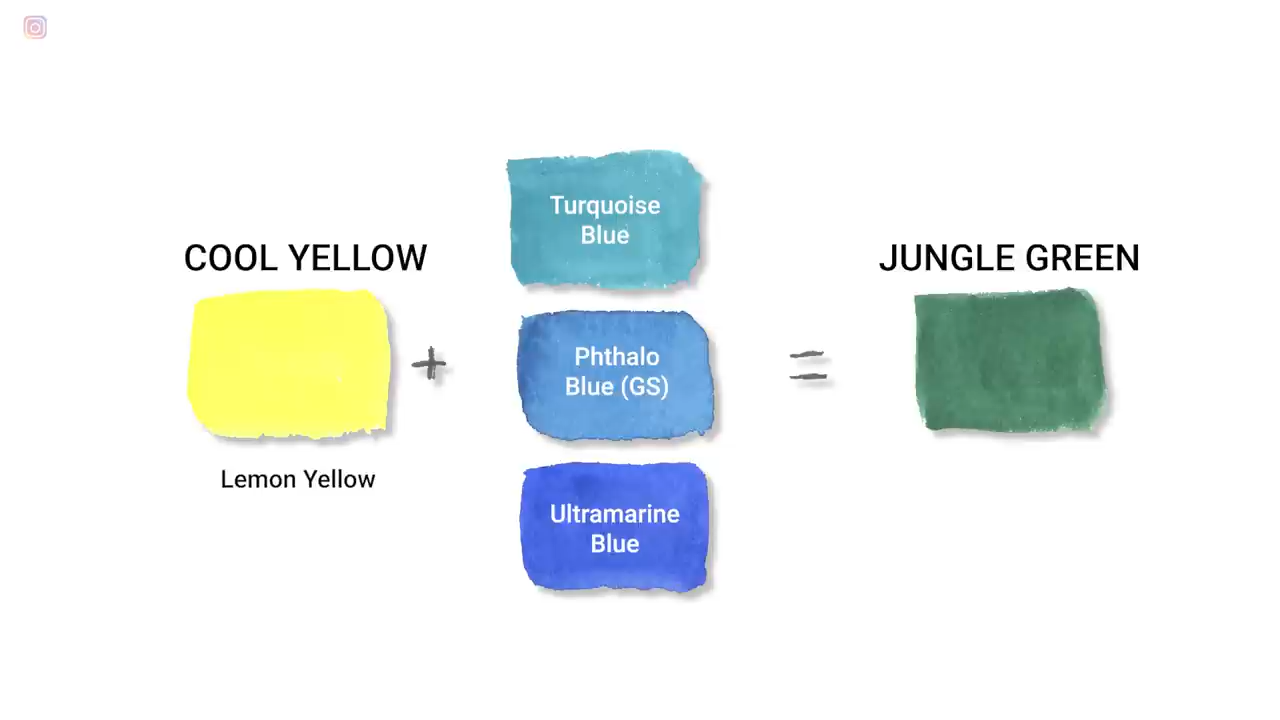 COOL YELLOW
Lemon Yellow
+
Turquoise
Blue
Phthalo
Blue (GS)
Ultramarine
Blue
=
JUNGLE GREEN